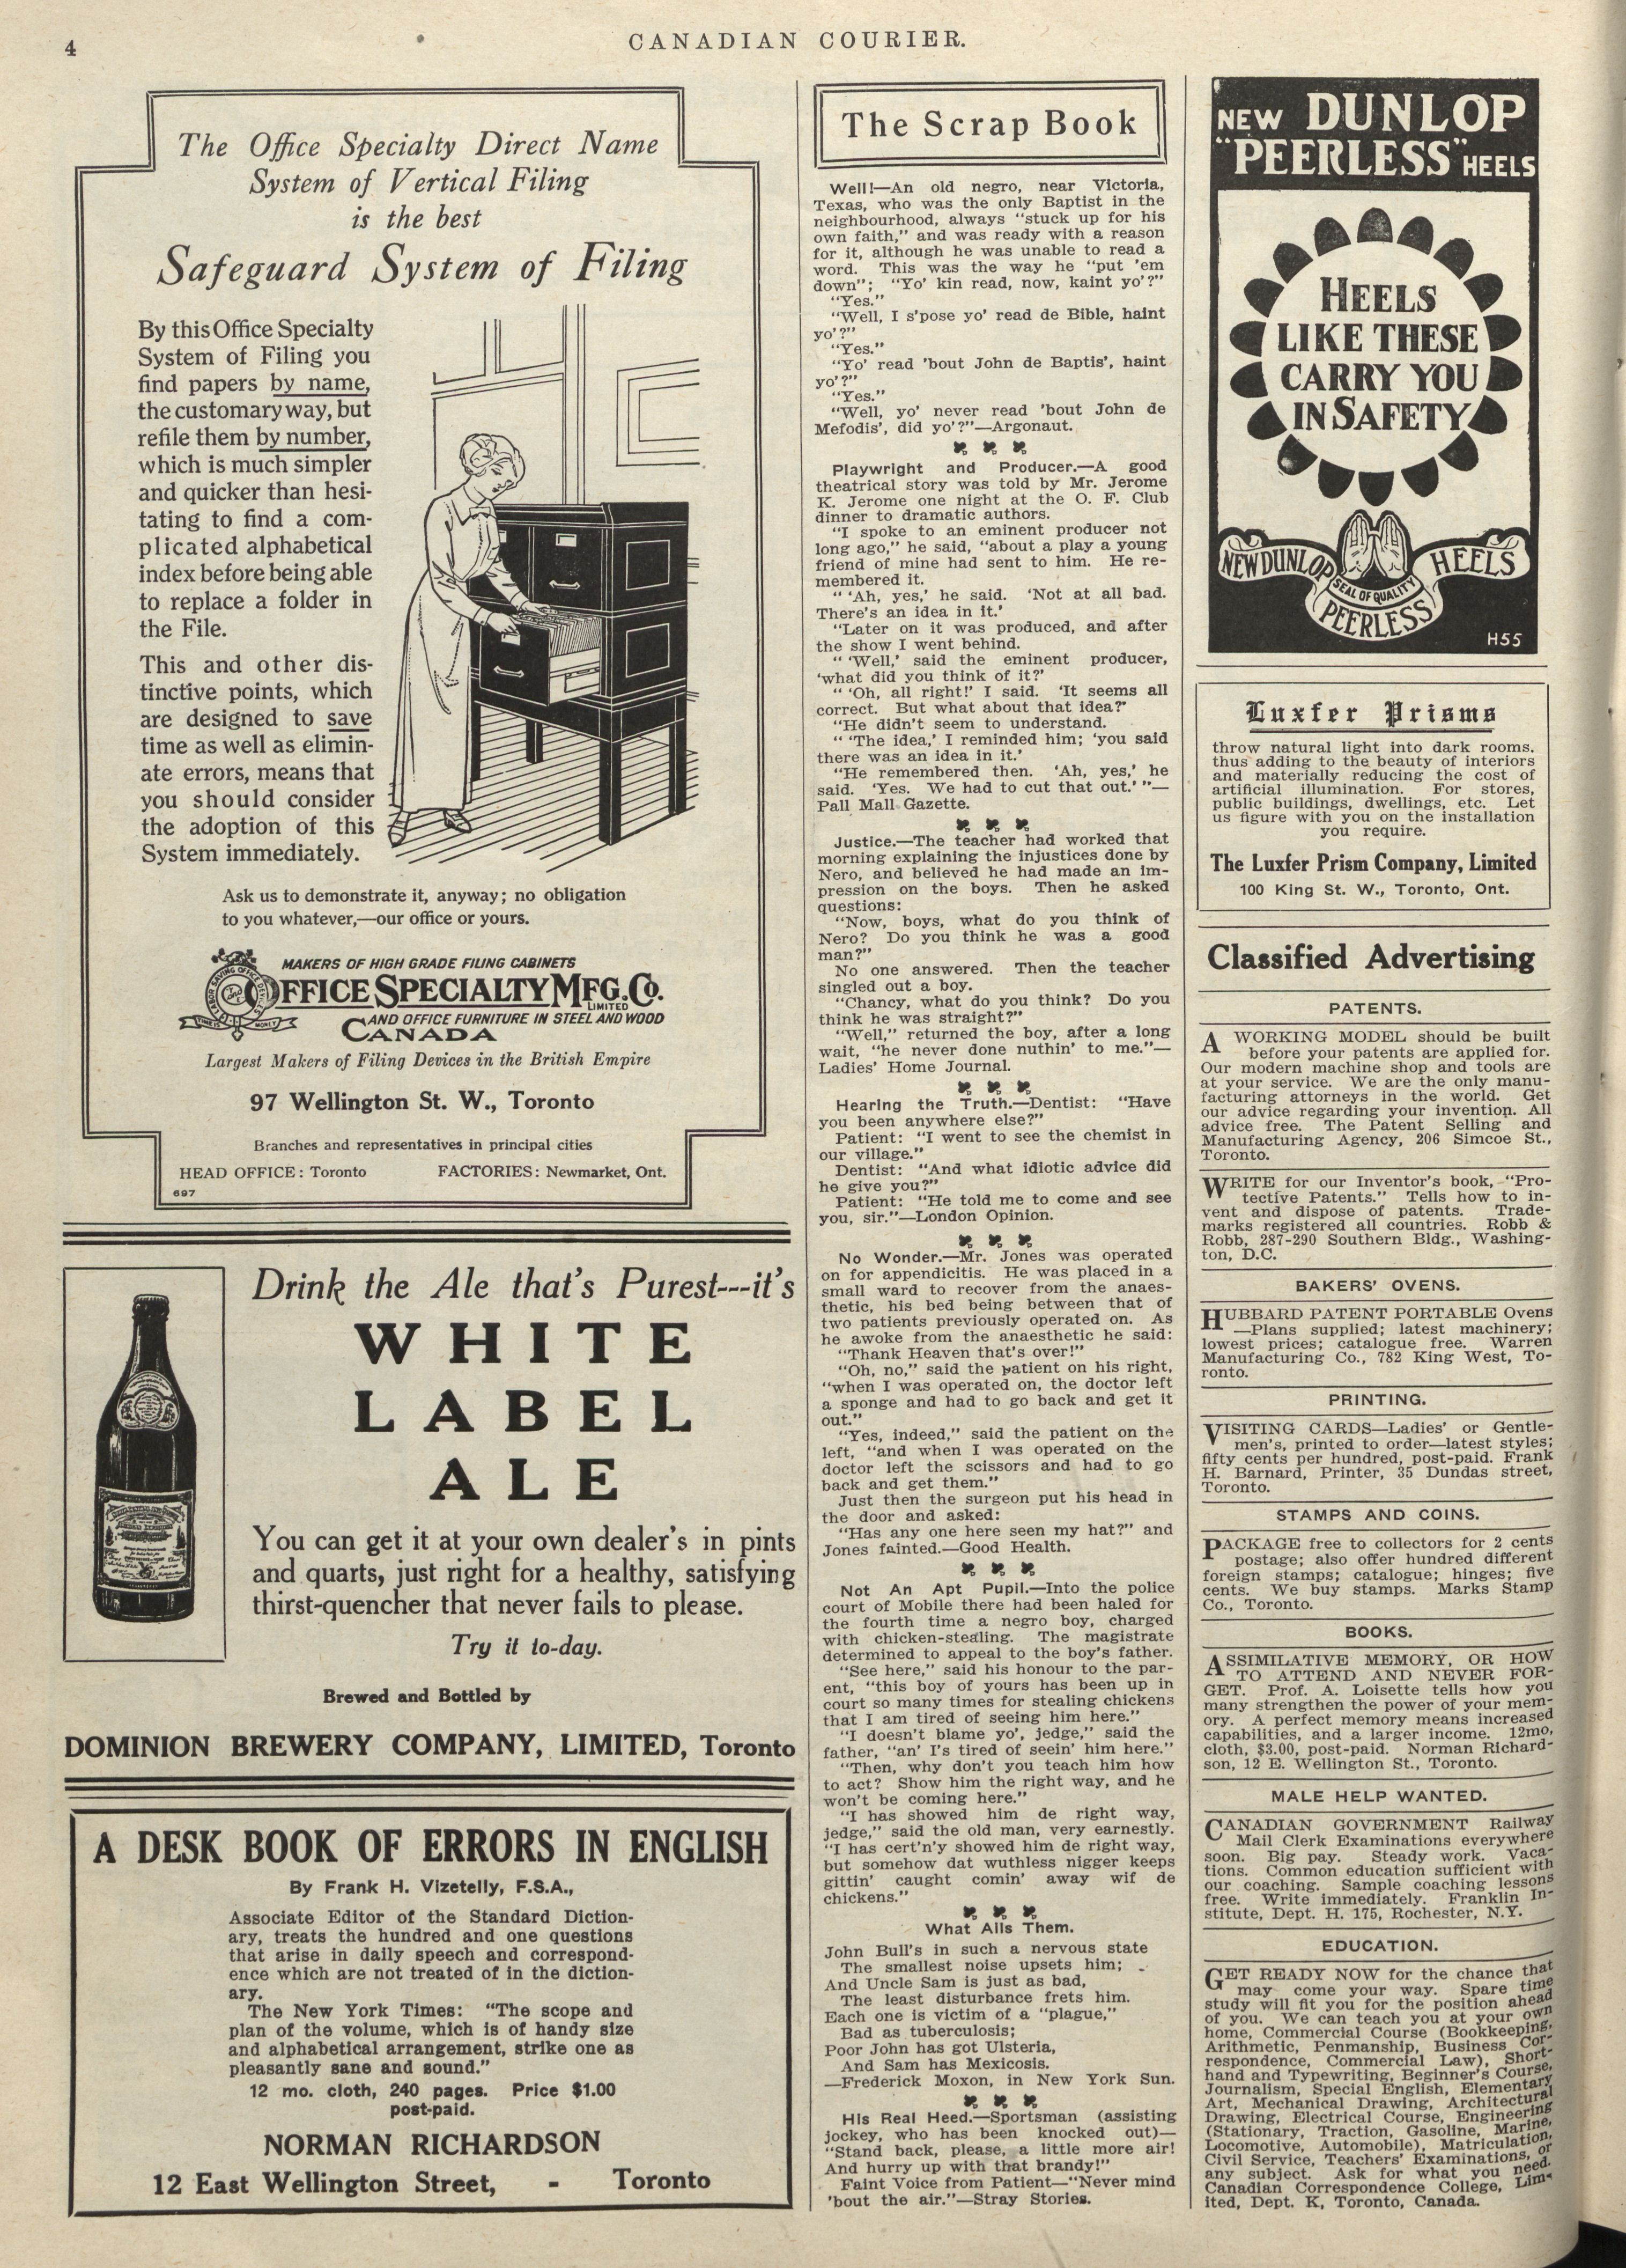 4
CANADIAN COURIER.
The Office Specialty Direct Name
System of Vertical Filing
is the best
Safeguard System of Filing
By this Office Specialty
System of Filing you
find papers by name,
the customary way, but
refile them by number,
which is much simpler
and quicker than hesi-
tating to find a com-
plicated alphabetical
index before being able
to replace a folder in
the File.
This and other dis-
tinctive points, which
are designed to save
time as well as elimin-
ate errors, means that
you should consider
the adoption of this
System immediately.
Ask us to demonstrate it, anyway; no obligation
to you whatever,—our office or yours.
MAKERS OF HIGH GRADE FILING CABINETS
OFFICE SPECIALTY MFG. CO.
LIMITED
AND OFFICE FURNITURE IN STEEL AND WOOD
CANADA
Largest Makers of Filing Devices in the British Empire
97 Wellington St. W., Toronto
Branches and representatives in principal cities
HEAD OFFICE: Toronto FACTORIES: Newmarket, Ont.
697
Drink the Ale that's Purest---it's
WHITE
LABEL
ALE
You can get it at your own dealer's in pints
and quarts, just right for a healthy, satisfying
thirst-quencher that never fails to please.
Try it to-day.
Brewed and Bottled by
DOMINION BREWERY COMPANY, LIMITED, Toronto
A DESK BOOK OF ERRORS IN ENGLISH
By Frank H. Vizetelly, F.S.A.,
Associate Editor of the Standard Diction-
ary, treats the hundred and one questions
that arise in daily speech and correspond-
ence which are not treated of in the diction-
ary.
The New York Times: "The scope and
plan of the volume, which is of handy size
and alphabetical arrangement, strike one as
pleasantly sane and sound."
12 mo. cloth, 240 pages. Price $1.00
post-paid.
NORMAN RICHARDSON
12 East Wellington Street, - Toronto
The Scrap Book
Well!—An old negro, near Victoria,
Texas, who was the only Baptist in the
neighbourhood, always "stuck up for his
own faith," and was ready with a reason
for it, although he was unable to read a
word. This was the way he "put 'em
down"; "Yo' kin read, now, kaint yo'?"
"Yes."
"Well, I s'pose yo' read de Bible, haint
yo'?"
"Yes."
"Yo' read 'bout John de Baptis', haint
yo'?"
"Yes."
"Well, yo' never read 'bout John de
Mefodis', did yo'?"—Argonaut.
Playwright and Producer.—A good
theatrical story was told by Mr. Jerome
K. Jerome one night at the O. F. Club
dinner to dramatic authors.
"I spoke to an eminent producer not
long ago," he said, "about a play a young
friend of mine had sent to him. He re-
membered it.
"'Ah, yes,' he said. 'Not at all bad.
There's an idea in it.'
"Later on it was produced, and after
the show I went behind.
"'Well,' said the eminent producer,
'what did you think of it?'
"'Oh, all right!' I said. 'It seems all
correct. But what about that idea?'
"He didn't seem to understand.
"'The idea,' I reminded him; 'you said
there was an idea in it.'
"He remembered then. 'Ah, yes,' he
said. 'Yes. We had to cut that out.'"—
Pall Mall Gazette.
Justice.—The teacher had worked that
morning explaining the injustices done by
Nero, and believed he had made an im-
pression on the boys. Then he asked
questions:
"Now, boys, what do you think of
Nero? Do you think he was a good
man?"
No one answered. Then the teacher
singled out a boy.
"Chancy, what do you think? Do you
think he was straight?"
"Well," returned the boy, after a long
wait, "he never done nuthin' to me."—
Ladies' Home Journal.
Hearing the Truth.—Dentist: "Have
you been anywhere else?"
Patient: "I went to see the chemist in
our village."
Dentist: "And what idiotic advice did
he give you?"
Patient: "He told me to come and see
you, sir."—London Opinion.
No Wonder.—Mr. Jones was operated
on for appendicitis. He was placed in a
small ward to recover from the anaes-
thetic, his bed being between that of
two patients previously operated on. As
he awoke from the anaesthetic he said:
"Thank Heaven that's over!"
"Oh, no," said the patient on his right,
"when I was operated on, the doctor left
a sponge and had to go back and get it
out."
"Yes, indeed," said the patient on the
left, "and when I was operated on the
doctor left the scissors and had to go
back and get them."
Just then the surgeon put his head in
the door and asked:
"Has any one here seen my hat?" and
Jones fainted.—Good Health.
Not An Apt Pupil.—Into the police
court of Mobile there had been haled for
the fourth time a negro boy, charged
with chicken-stealing. The magistrate
determined to appeal to the boy's father.
"See here," said his honour to the par-
ent, "this boy of yours has been up in
court so many times for stealing chickens
that I am tired of seeing him here."
"I doesn't blame yo', jedge," said the
father, "an' I's tired of seein' him here."
"Then, why don't you teach him how
to act? Show him the right way, and he
won't be coming here."
"I has showed him de right way,
jedge," said the old man, very earnestly.
"I has cert'n'y showed him de right way,
but somehow dat wuthless nigger keeps
gittin' caught comin' away wif de
chickens."
What Ails Them.
John Bull's in such a nervous state
The smallest noise upsets him;
And Uncle Sam is just as bad,
The least disturbance frets him.
Each one is victim of a "plague,"
Bad as tuberculosis;
Poor John has got Ulsteria,
And Sam has Mexicosis.
—Frederick Moxon, in New York Sun.
His Real Heed.—Sportsman (assisting
jockey, who has been knocked out)—
"Stand back, please, a little more air!
And hurry up with that brandy!"
Faint Voice from Patient—"Never mind
'bout the air."—Stray Stories.
NEW DUNLOP
"PEERLESS" HEELS
HEELS
LIKE THESE
CARRY YOU
IN SAFETY
NEW DUNLOP HEELS
SEAL OF QUALITY
PEERLESS
H55
Luxfer Prisms
throw natural light into dark rooms,
thus adding to the beauty of interiors
and materially reducing the cost of
artificial illumination. For stores,
public buildings, dwellings, etc. Let
us figure with you on the installation
you require.
The Luxfer Prism Company, Limited
100 King St. W., Toronto, Ont.
Classified Advertising
PATENTS.
A WORKING MODEL should be built
before your patents are applied for.
Our modern machine shop and tools are
at your service. We are the only manu-
facturing attorneys in the world. Get
our advice regarding your invention. All
advice free. The Patent Selling and
Manufacturing Agency, 206 Simcoe St.,
Toronto.
WRITE for our Inventor's book, "Pro-
tective Patents." Tells how to in-
vent and dispose of patents. Trade-
marks registered all countries. Robb &
Robb, 287-290 Southern Bldg., Washing-
ton, D.C.
BAKERS' OVENS.
HUBBARD PATENT PORTABLE Ovens
—Plans supplied; latest machinery;
lowest prices; catalogue free. Warren
Manufacturing Co., 782 King West, To-
ronto.
PRINTING.
VISITING CARDS—Ladies' or Gentle-
men's, printed to order—latest styles;
fifty cents per hundred, post-paid. Frank
H. Barnard, Printer, 35 Dundas street,
Toronto.
STAMPS AND COINS.
PACKAGE free to collectors for 2 cents
postage; also offer hundred different
foreign stamps; catalogue; hinges; five
cents. We buy stamps. Marks Stamp
Co., Toronto.
BOOKS.
ASSIMILATIVE MEMORY, OR HOW
TO ATTEND AND NEVER FOR-
GET. Prof. A. Loisette tells how you
many strengthen the power of your mem-
ory. A perfect memory means increased
capabilities, and a larger income. 12mo,
cloth, $3.00, post-paid. Norman Richard-
son, 12 E. Wellington St., Toronto.
MALE HELP WANTED.
CANADIAN GOVERNMENT Railway
Mail Clerk Examinations everywhere
soon. Big pay. Steady work. Vaca-
tions. Common education sufficient with
our coaching. Sample coaching lessons
free. Write immediately. Franklin In-
stitute, Dept. H. 175, Rochester, N.Y.
EDUCATION.
GET READY NOW for the chance that
may come your way. Spare time
study will fit you for the position ahead
of you. We can teach you at your own
home, Commercial Course (Bookkeeping,
Arithmetic, Penmanship, Business Cor-
respondence, Commercial Law), Short-
hand and Typewriting, Beginner's Course,
Journalism, Special English, Elementary
Art, Mechanical Drawing, Architectural
Drawing, Electrical Course, Engineering
(Stationary, Traction, Gasoline, Marine,
Locomotive, Automobile), Matriculation,
Civil Service, Teachers' Examinations, or
any subject. Ask for what you need.
Canadian Correspondence College, Lim-
ited, Dept. K, Toronto, Canada.